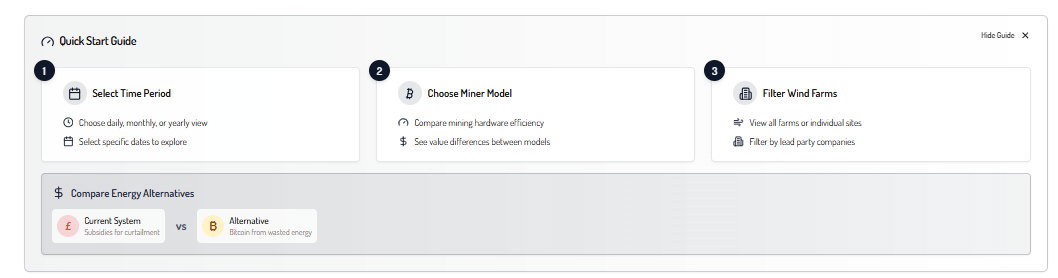 Quick Start Guide
Hide Guide ✕
1
Select Time Period
Choose daily, monthly, or yearly view
Select specific dates to explore
2
Choose Miner Model
Compare mining hardware efficiency
$ See value differences between models
3
Filter Wind Farms
View all farms or individual sites
Filter by lead party companies
$ Compare Energy Alternatives
£
Current System
Subsidies for curtailment
vs
B
Alternative
Bitcoin from wasted energy